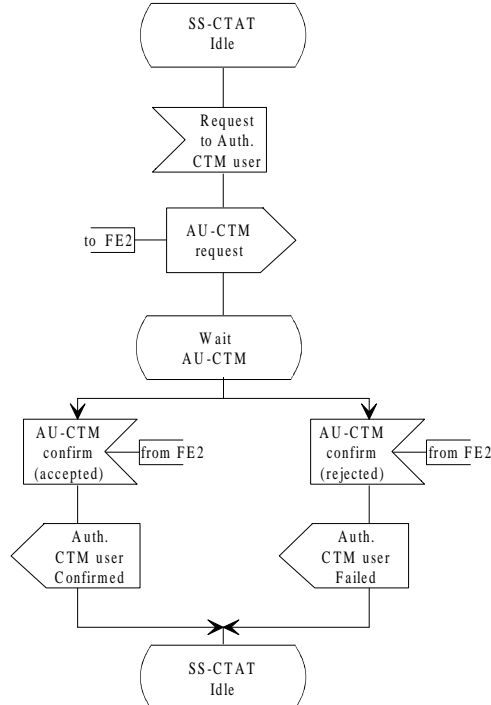 SS-CTAT
Idle
Request
to Auth.
CTM user
to FE2
AU-CTM
request
Wait
AU-CTM
AU-CTM
confirm
(accepted)
from FE2
AU-CTM
confirm
(rejected)
from FE2
Auth.
CTM user
Confirmed
Auth.
CTM user
Failed
SS-CTAT
Idle